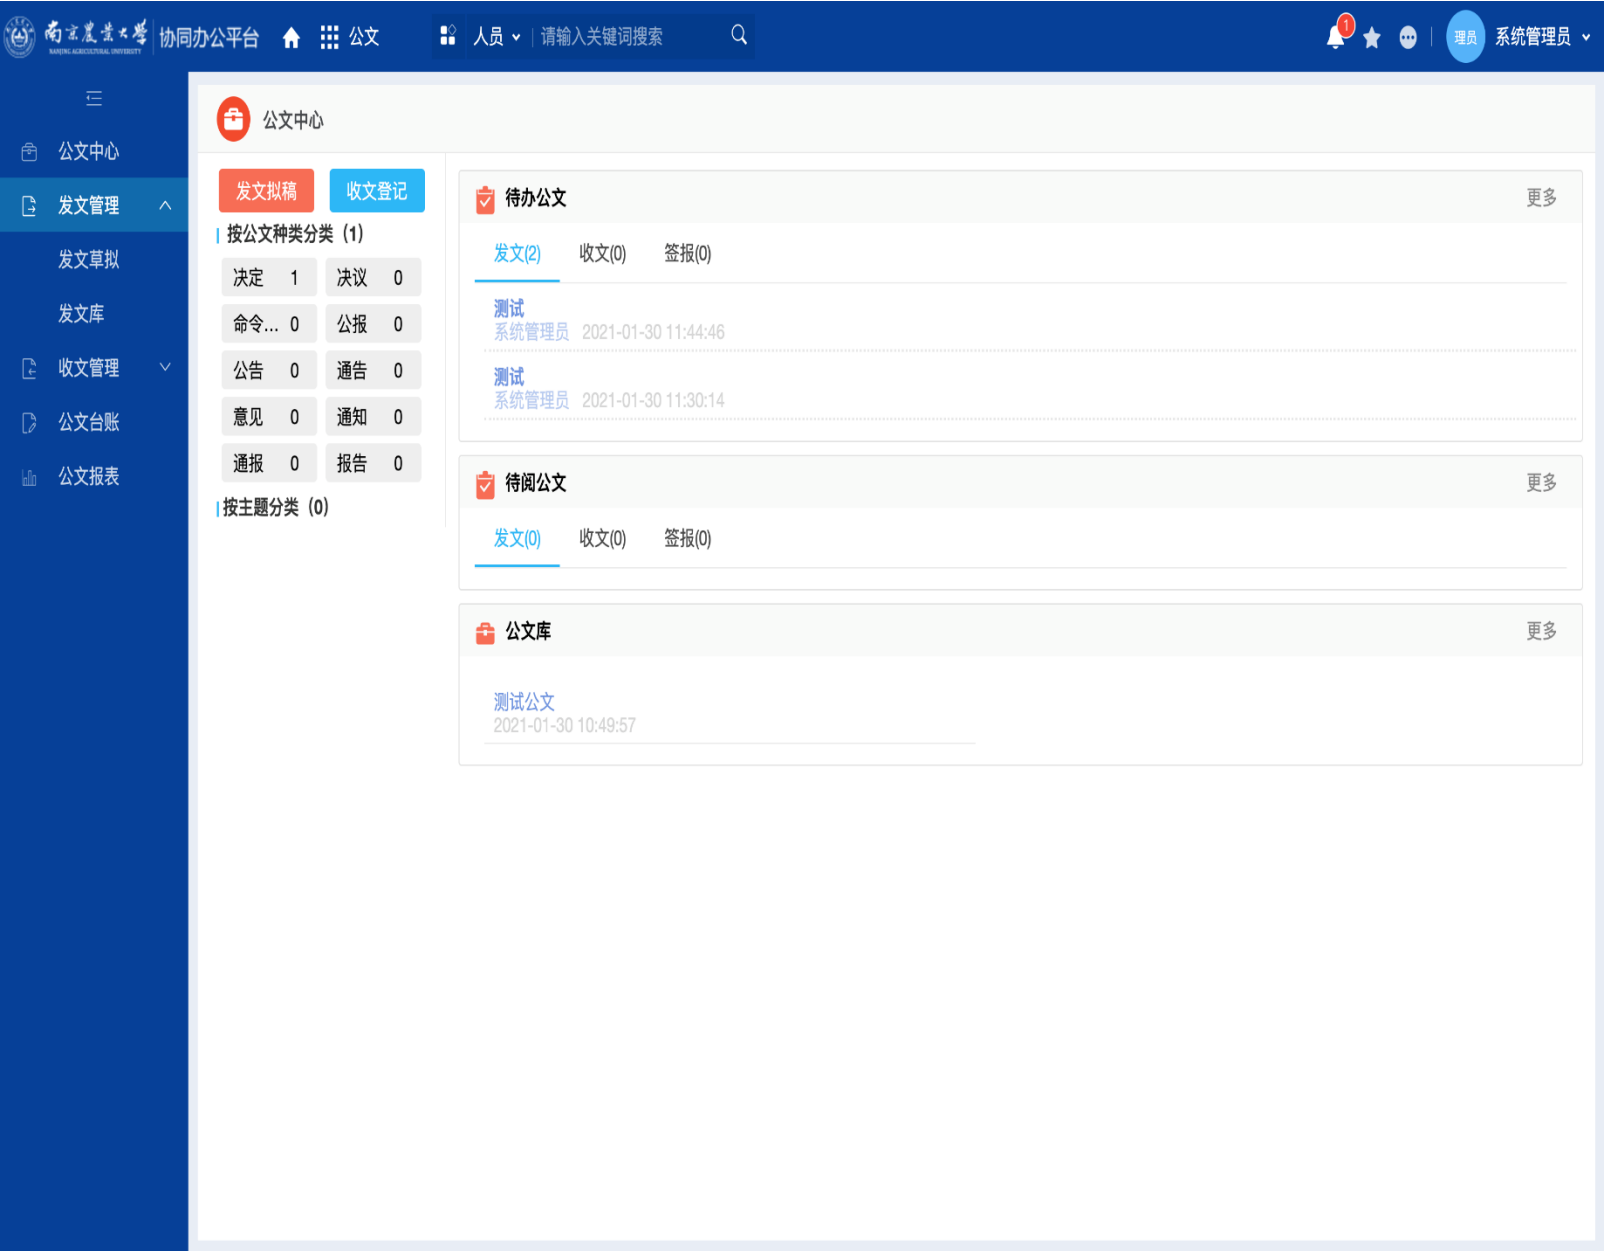 南京農業大學 协同办公平台 公文 人员 请输入关键词搜索 1 理员 系统管理员
NANJING AGRICULTURAL UNIVERSITY
公文中心
发文管理
发文草拟
发文库
收文管理
公文台账
公文报表
公文中心
发文拟稿 收文登记
按公文种类分类（1）
决定 1 决议 0
命令... 0 公报 0
公告 0 通告 0
意见 0 通知 0
通报 0 报告 0
按主题分类（0）
待办公文 更多
发文(2) 收文(0) 签报(0)
测试
系统管理员 2021-01-30 11:44:46
测试
系统管理员 2021-01-30 11:30:14
待阅公文 更多
发文(0) 收文(0) 签报(0)
公文库 更多
测试公文
2021-01-30 10:49:57